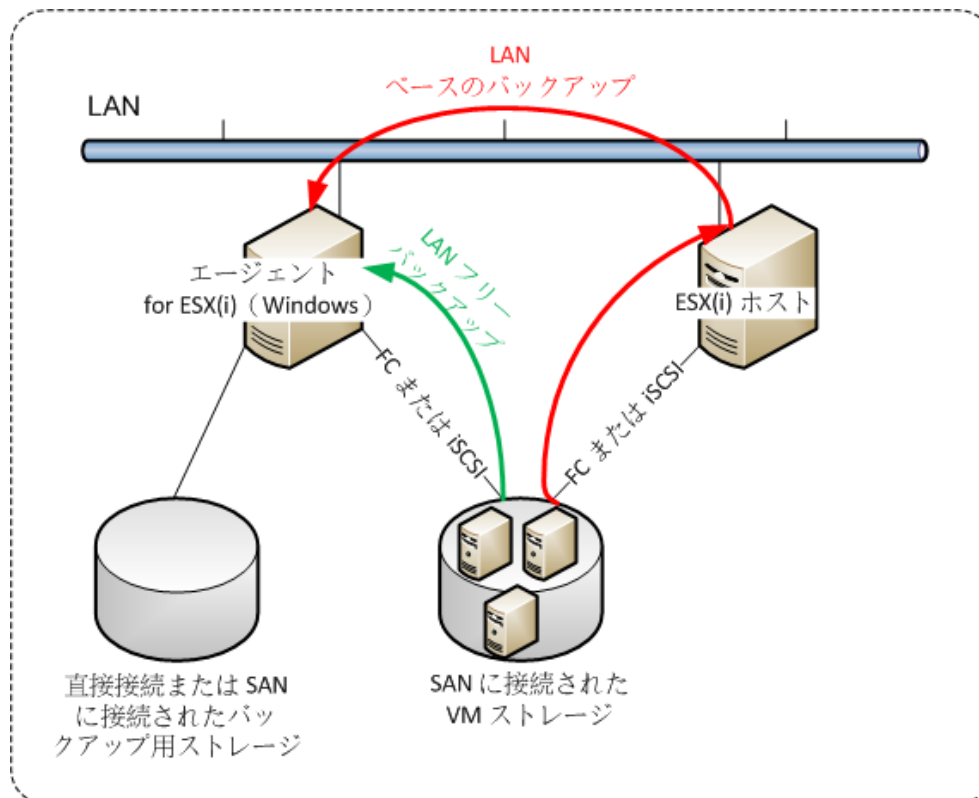 LAN
ベースのバックアップ
LAN
LAN フリー
バックアップ
エージェント
for ESX(i)（Windows）
ESX(i) ホスト
FC または iSCSI
FC または iSCSI
直接接続または SAN
に接続されたバッ
クアップ用ストレージ
SAN に接続された
VM ストレージ